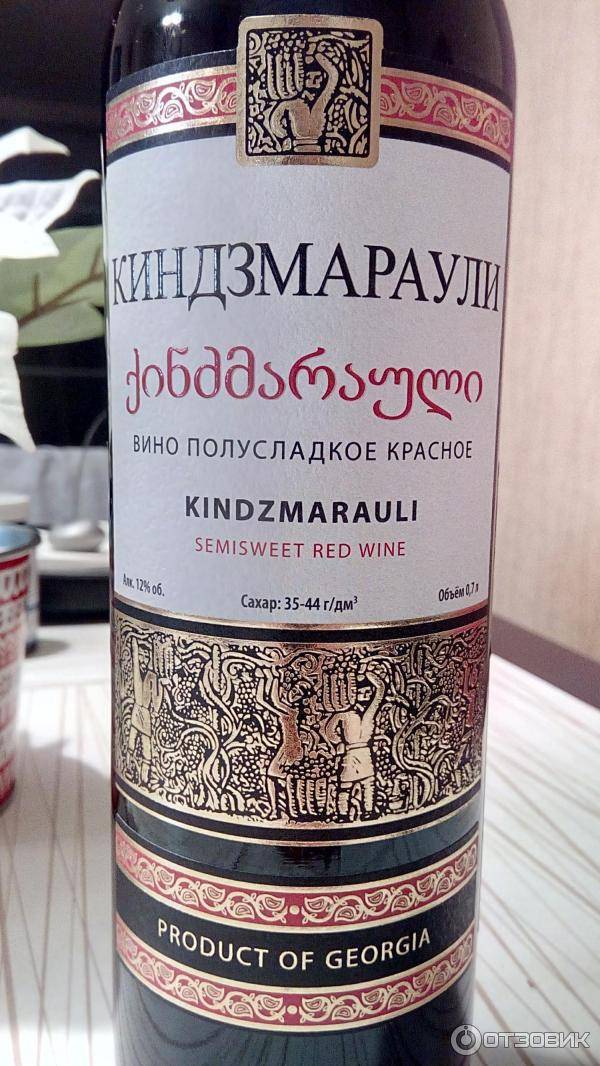 КИНДЗМАРАУЛИ
ქინძმარაული
ВИНО ПОЛУСЛАДКОЕ КРАСНОЕ
KINDZMARAULI
SEMISWEET RED WINE
Алк. 12% об. Сахар: 35-44 г/дм³ Объём 0,7 л
PRODUCT OF GEORGIA
ОТЗОВИК